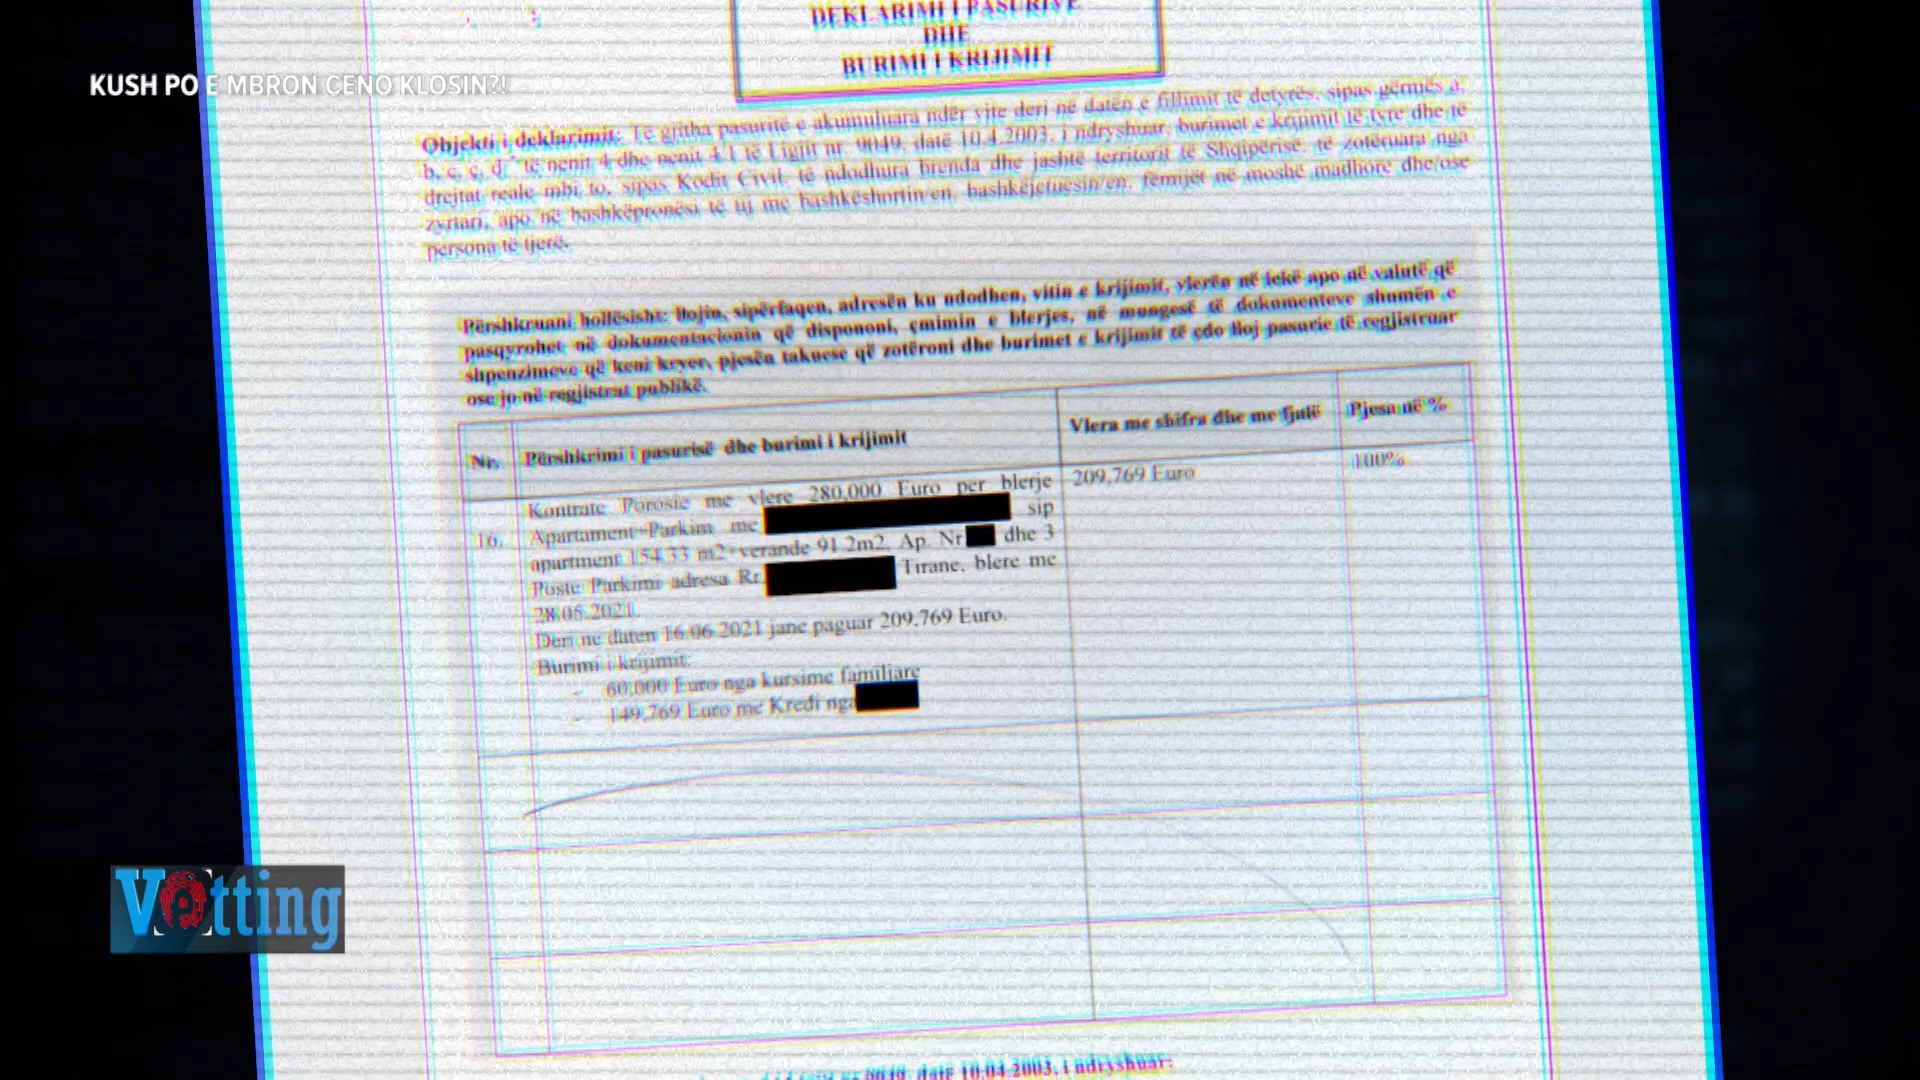 DEKLARIMI I PASURIVE
DHE
BURIMI I KRIJIMIT
KUSH PO E MBRON CENO KLOSIN?!
Objekti i deklarimit: Të gjitha pasuritë e akumuluara ndër vite deri në datën e fillimit të detyrës, sipas gërmës a,
b, c, ç, d, të nenit 4 dhe nenit 4/1 të Ligjit nr. 9049, datë 10.4.2003, i ndryshuar, burimet e krijimit të tyre dhe të
drejtat reale mbi to, sipas Kodit Civil, të ndodhura brenda dhe jashtë territorit të Shqipërisë, të zotëruara nga
zyrtari, apo në bashkëpronësi të tij me bashkëshortin/en, bashkëjetuesin/en, fëmijët në moshë madhore dhe/ose
persona të tjerë.
Përshkruani hollësisht: llojin, sipërfaqen, adresën ku ndodhen, vitin e krijimit, vlerën në lekë apo në valutë që
pasqyrohet në dokumentacionin që disponi, çmimin e blerjes, në mungesë të dokumenteve shumën e
shpenzimeve që keni kryer, pjesën takuese që zotëroni dhe burimet e krijimit të çdo lloj pasurie të regjistruar
ose jo në regjistrat publikë.
Nr. Përshkrimi i pasurisë dhe burimi i krijimit Vlera me shifra dhe me fjalë Pjesa në %
16. Kontrate Porosie me vlere 280,000 Euro per blerje 209,769 Euro 100%
Apartament+Parkim me sip
apartment 154.33 m2+verande 91.2m2, Ap. Nr dhe 3
Poste Parkimi adresa Rr. Tirane, blere me
28.05.2021.
Deri ne daten 16.06.2021 jane paguar 209,769 Euro.
Burimi i krijimit:
- 60,000 Euro nga kursime familjare
- 149,769 Euro me Kredi nga
Vetting
nr 9049, datë 10.04.2003, i ndryshuar: